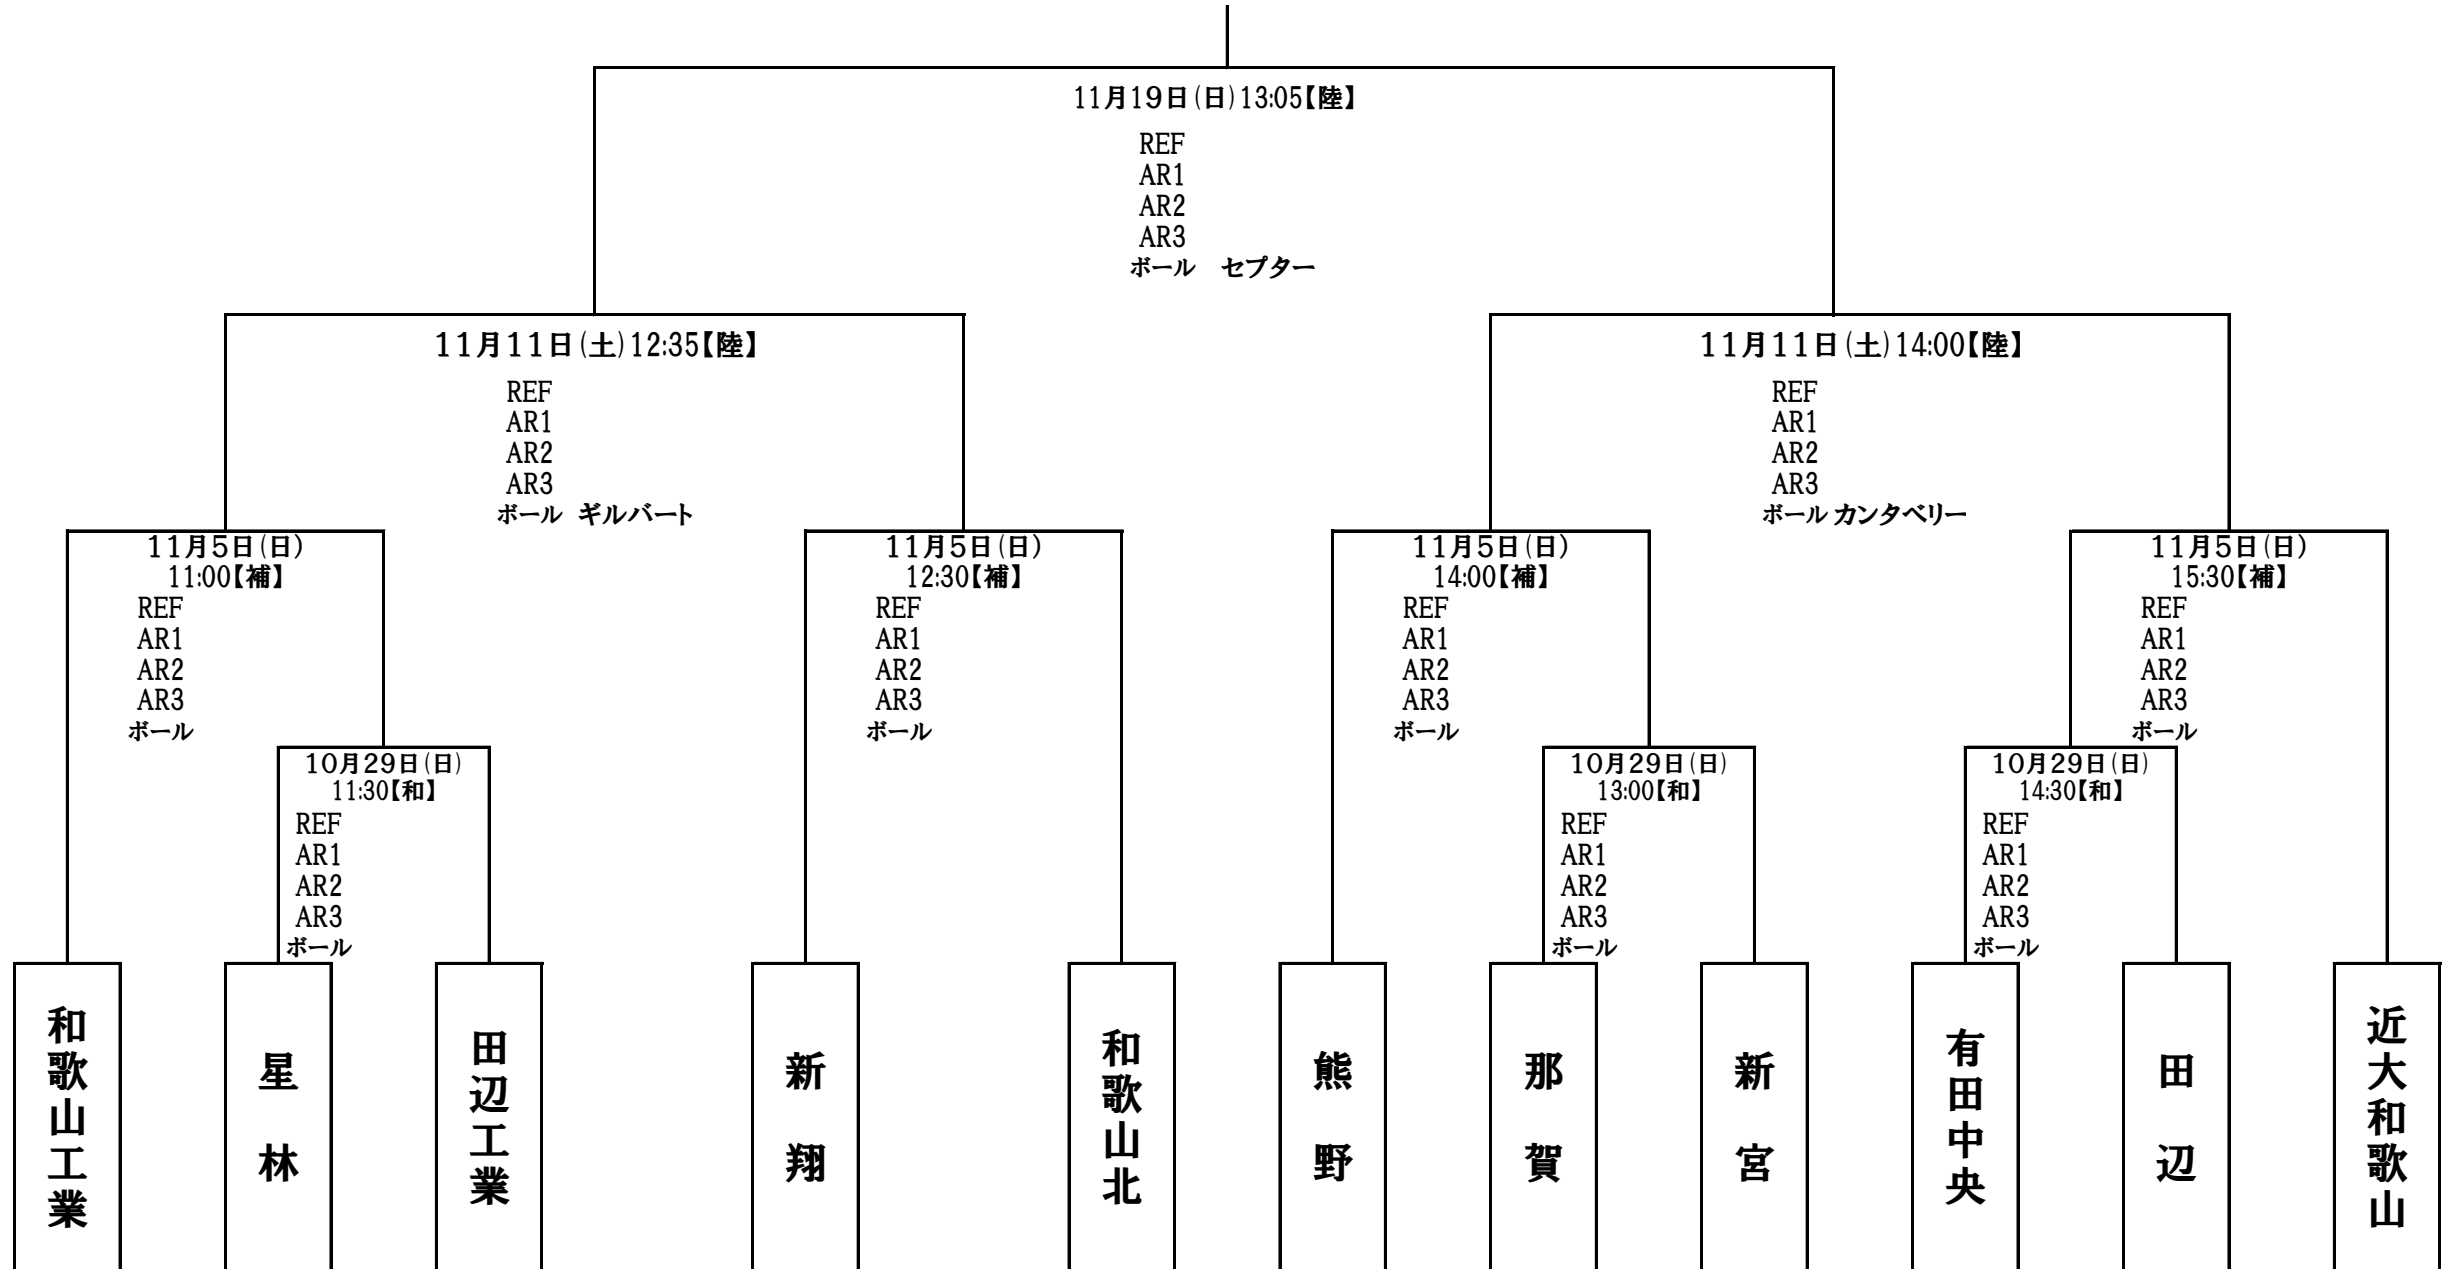 11月19日(日)13:05【陸】
REF
AR1
AR2
AR3
ボール　セプター
11月11日(土)12:35【陸】
REF
AR1
AR2
AR3
ボール ギルバート
11月11日(土)14:00【陸】
REF
AR1
AR2
AR3
ボール カンタベリー
11月5日(日)
11:00【補】
REF
AR1
AR2
AR3
ボール
11月5日(日)
12:30【補】
REF
AR1
AR2
AR3
ボール
11月5日(日)
14:00【補】
REF
AR1
AR2
AR3
ボール
11月5日(日)
15:30【補】
REF
AR1
AR2
AR3
ボール
10月29日(日)
11:30【和】
REF
AR1
AR2
AR3
ボール
10月29日(日)
13:00【和】
REF
AR1
AR2
AR3
ボール
10月29日(日)
14:30【和】
REF
AR1
AR2
AR3
ボール
和歌山工業
星林
田辺工業
新翔
和歌山北
熊野
那賀
新宮
有田中央
田辺
近大和歌山